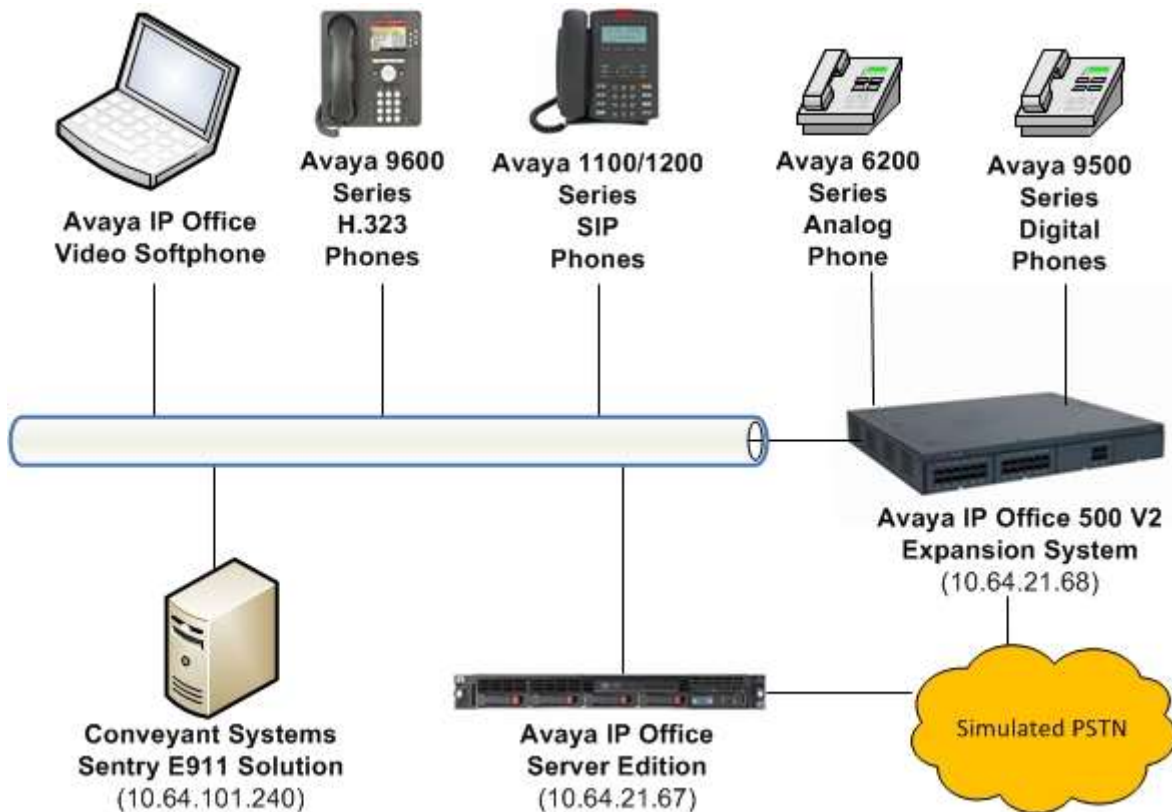 Avaya IP Office
Video Softphone
Avaya 9600
Series
H.323
Phones
Avaya 1100/1200
Series
SIP
Phones
Avaya 6200
Series
Analog
Phone
Avaya 9500
Series
Digital
Phones
Avaya IP Office 500 V2
Expansion System
(10.64.21.68)
Conveyant Systems
Sentry E911 Solution
(10.64.101.240)
Avaya IP Office
Server Edition
(10.64.21.67)
Simulated PSTN